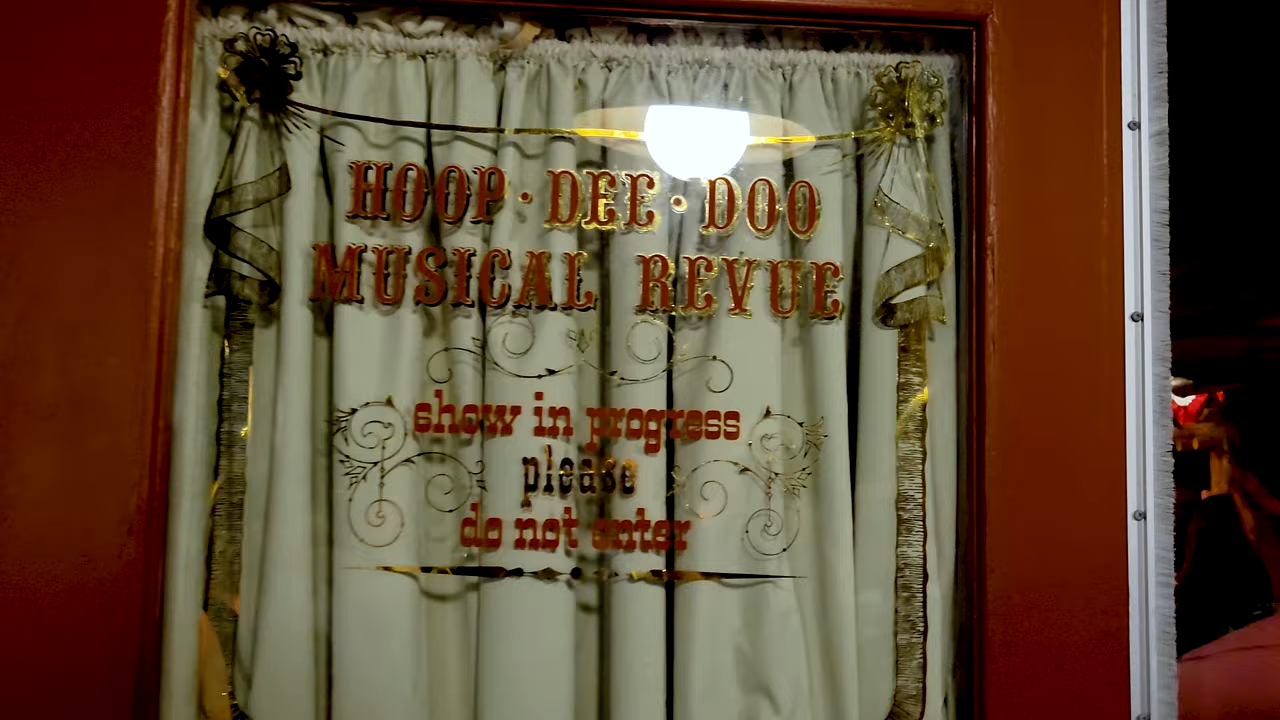 HOOP·DEE·DOO
MUSICAL REVUE
show in progress
please
do not enter